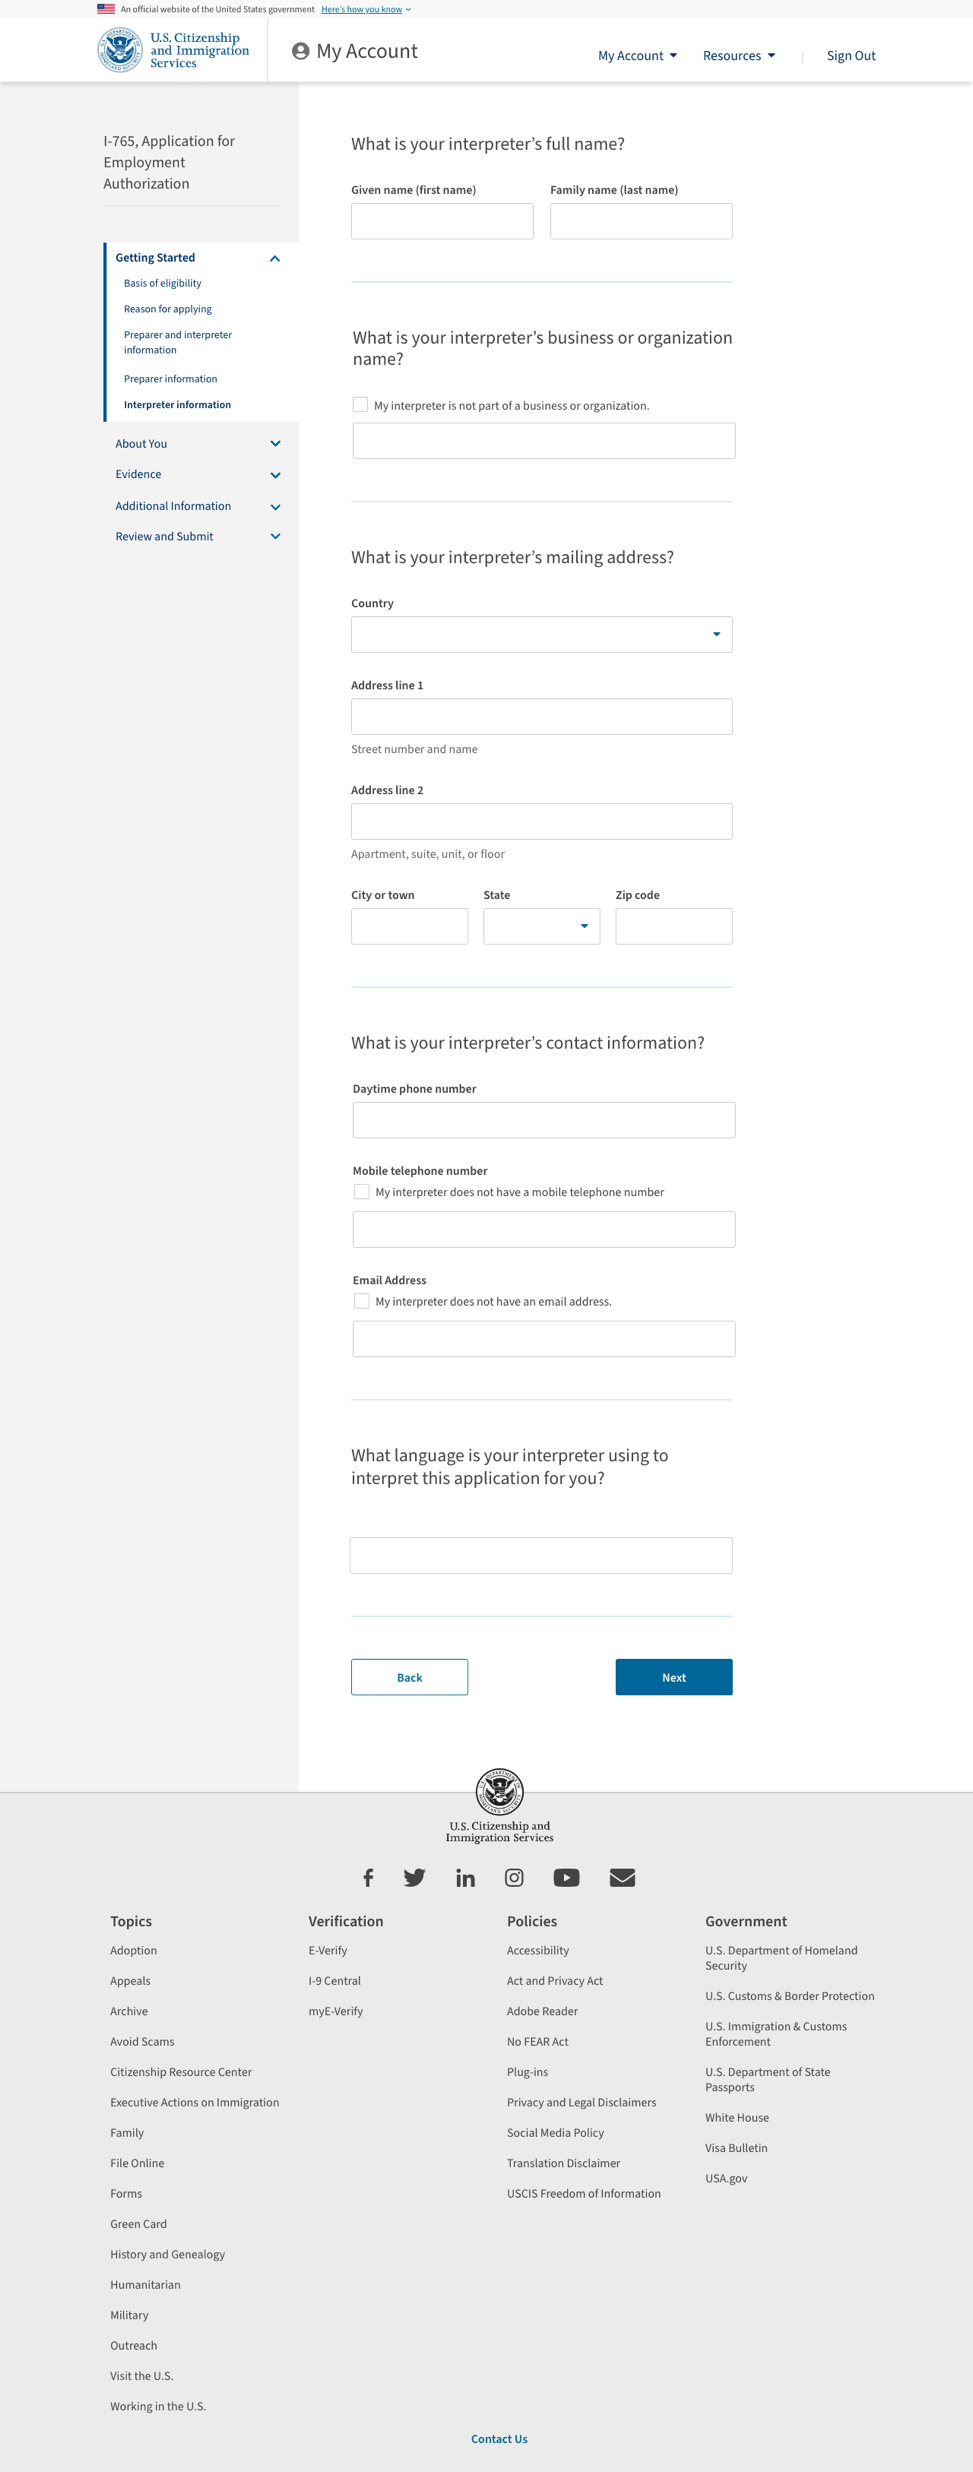 An official website of the United States government Here's how you know
U.S. Citizenship
and Immigration
Services
My Account
My Account
Resources
Sign Out
I-765, Application for
Employment
Authorization
Getting Started
Basis of eligibility
Reason for applying
Preparer and interpreter
information
Preparer information
Interpreter information
About You
Evidence
Additional Information
Review and Submit
What is your interpreter's full name?
Given name (first name)
Family name (last name)
What is your interpreter's business or organization
name?
My interpreter is not part of a business or organization.
What is your interpreter's mailing address?
Country
Address line 1
Street number and name
Address line 2
Apartment, suite, unit, or floor
City or town
State
Zip code
What is your interpreter's contact information?
Daytime phone number
Mobile telephone number
My interpreter does not have a mobile telephone number
Email Address
My interpreter does not have an email address.
What language is your interpreter using to
interpret this application for you?
Back
Next
U.S. Citizenship and
Immigration Services
Topics
Adoption
Appeals
Archive
Avoid Scams
Citizenship Resource Center
Executive Actions on Immigration
Family
File Online
Forms
Green Card
History and Genealogy
Humanitarian
Military
Outreach
Visit the U.S.
Working in the U.S.
Verification
E-Verify
I-9 Central
myE-Verify
Policies
Accessibility
Act and Privacy Act
Adobe Reader
No FEAR Act
Plug-ins
Privacy and Legal Disclaimers
Social Media Policy
Translation Disclaimer
USCIS Freedom of Information
Government
U.S. Department of Homeland
Security
U.S. Customs & Border Protection
U.S. Immigration & Customs
Enforcement
U.S. Department of State
Passports
White House
Visa Bulletin
USA.gov
Contact Us